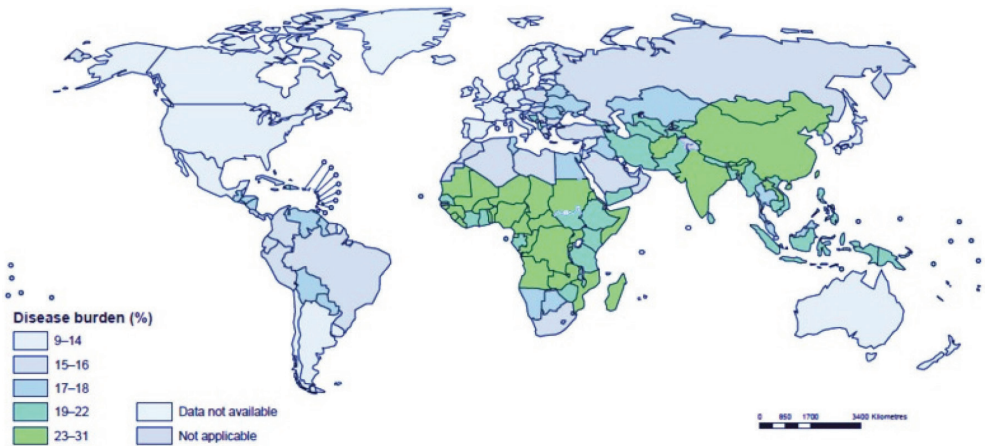 Disease burden (%)
9–14
15–16
17–18
19–22
23–31
Data not available
Not applicable
0 850 1700 3400 Kilometres